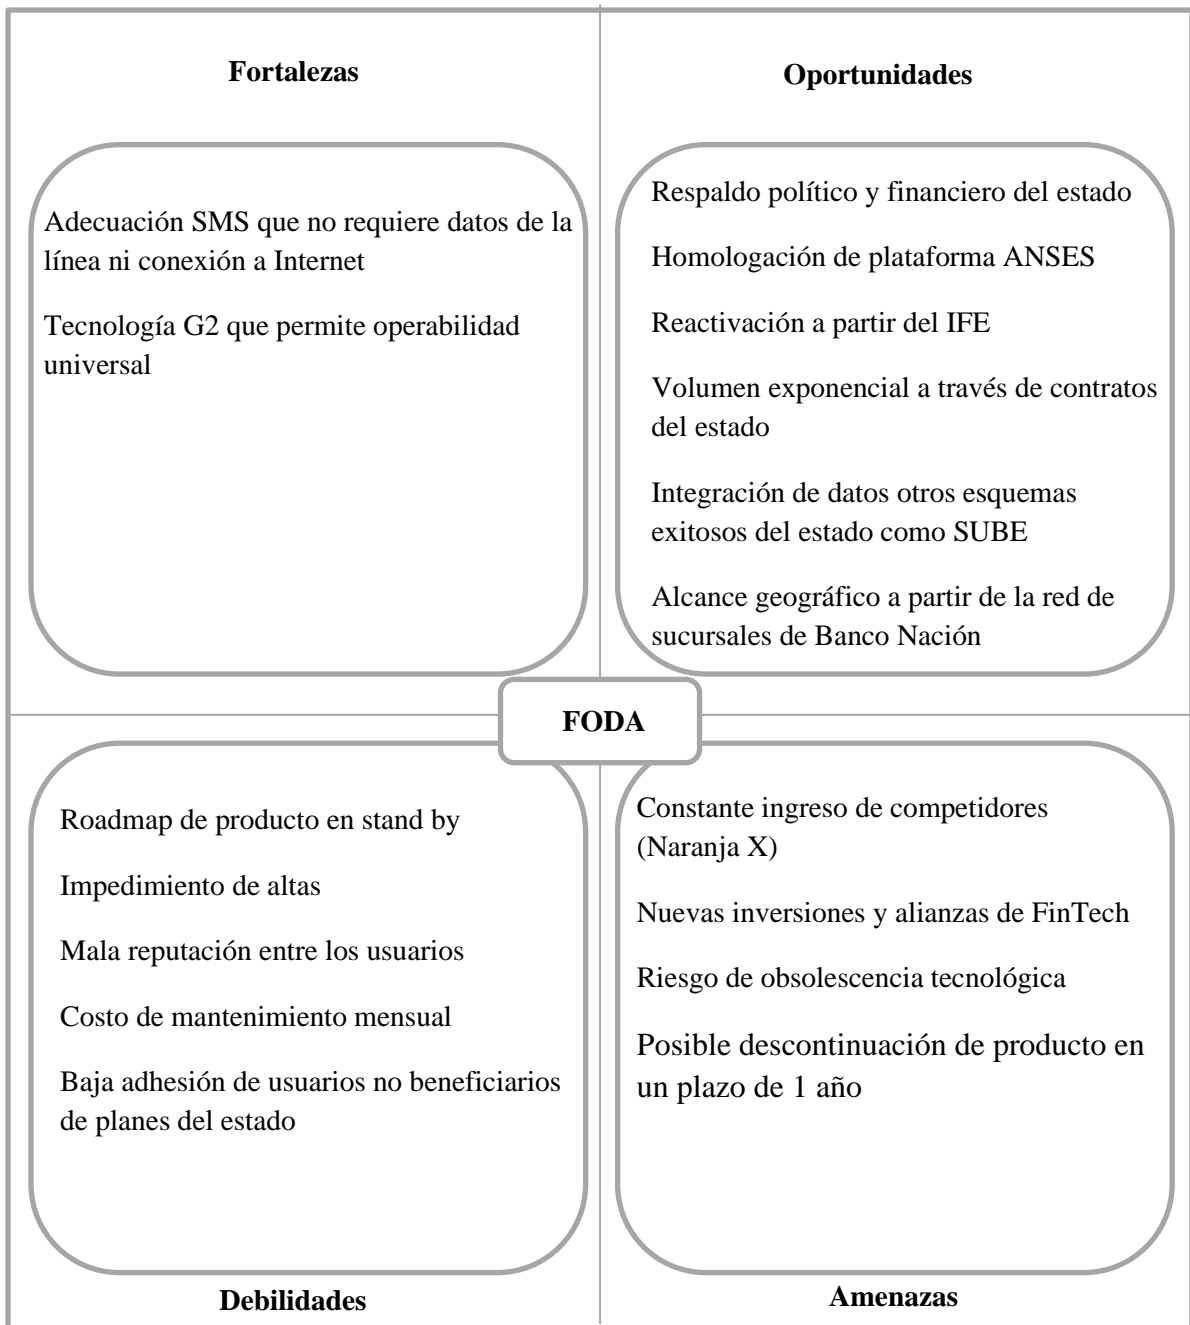 Fortalezas
Adecuación SMS que no requiere datos de la
línea ni conexión a Internet
Tecnología G2 que permite operabilidad
universal
Oportunidades
Respaldo político y financiero del estado
Homologación de plataforma ANSES
Reactivación a partir del IFE
Volumen exponencial a través de contratos
del estado
Integración de datos otros esquemas
exitosos del estado como SUBE
Alcance geográfico a partir de la red de
sucursales de Banco Nación
FODA
Roadmap de producto en stand by
Impedimiento de altas
Mala reputación entre los usuarios
Costo de mantenimiento mensual
Baja adhesión de usuarios no beneficiarios
de planes del estado
Debilidades
Constante ingreso de competidores
(Naranja X)
Nuevas inversiones y alianzas de FinTech
Riesgo de obsolescencia tecnológica
Posible descontinuación de producto en
un plazo de 1 año
Amenazas